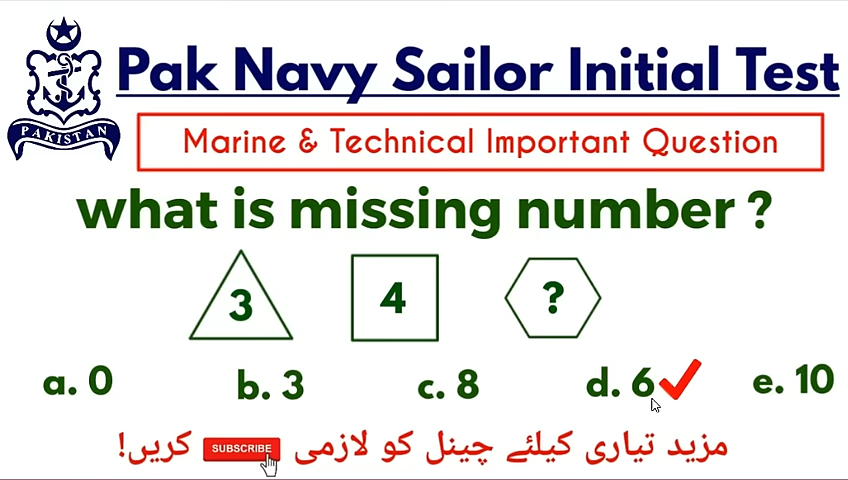 Pak Navy Sailor Initial Test
PAKISTAN
Marine & Technical Important Question
what is missing number ?
3 4 ?
a. 0 b. 3 c. 8 d. 6 e. 10
مزید تیاری کیلئے چینل کو لازمی SUBSCRIBE کریں!